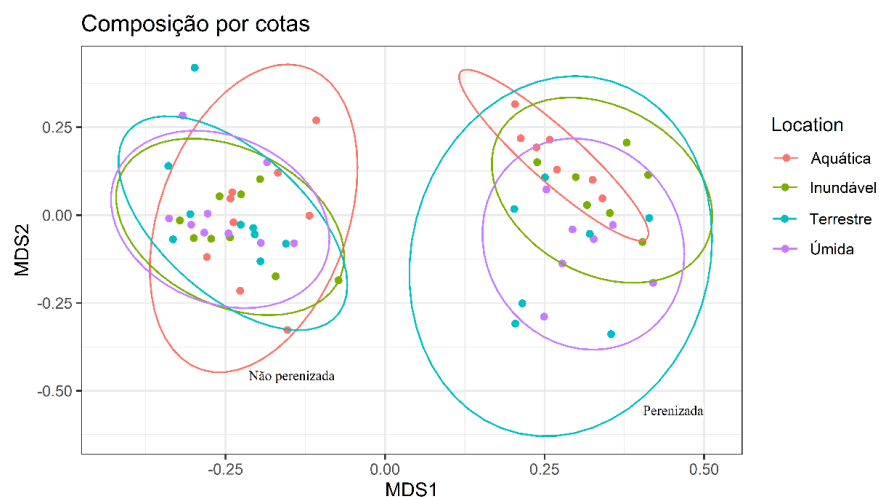 Composição por cotas
0.25
0.00
-0.25
-0.50
MDS2
-0.25
0.00
0.25
0.50
MDS1
Não perenizada
Perenizada
Location
Aquática
Inundável
Terrestre
Úmida